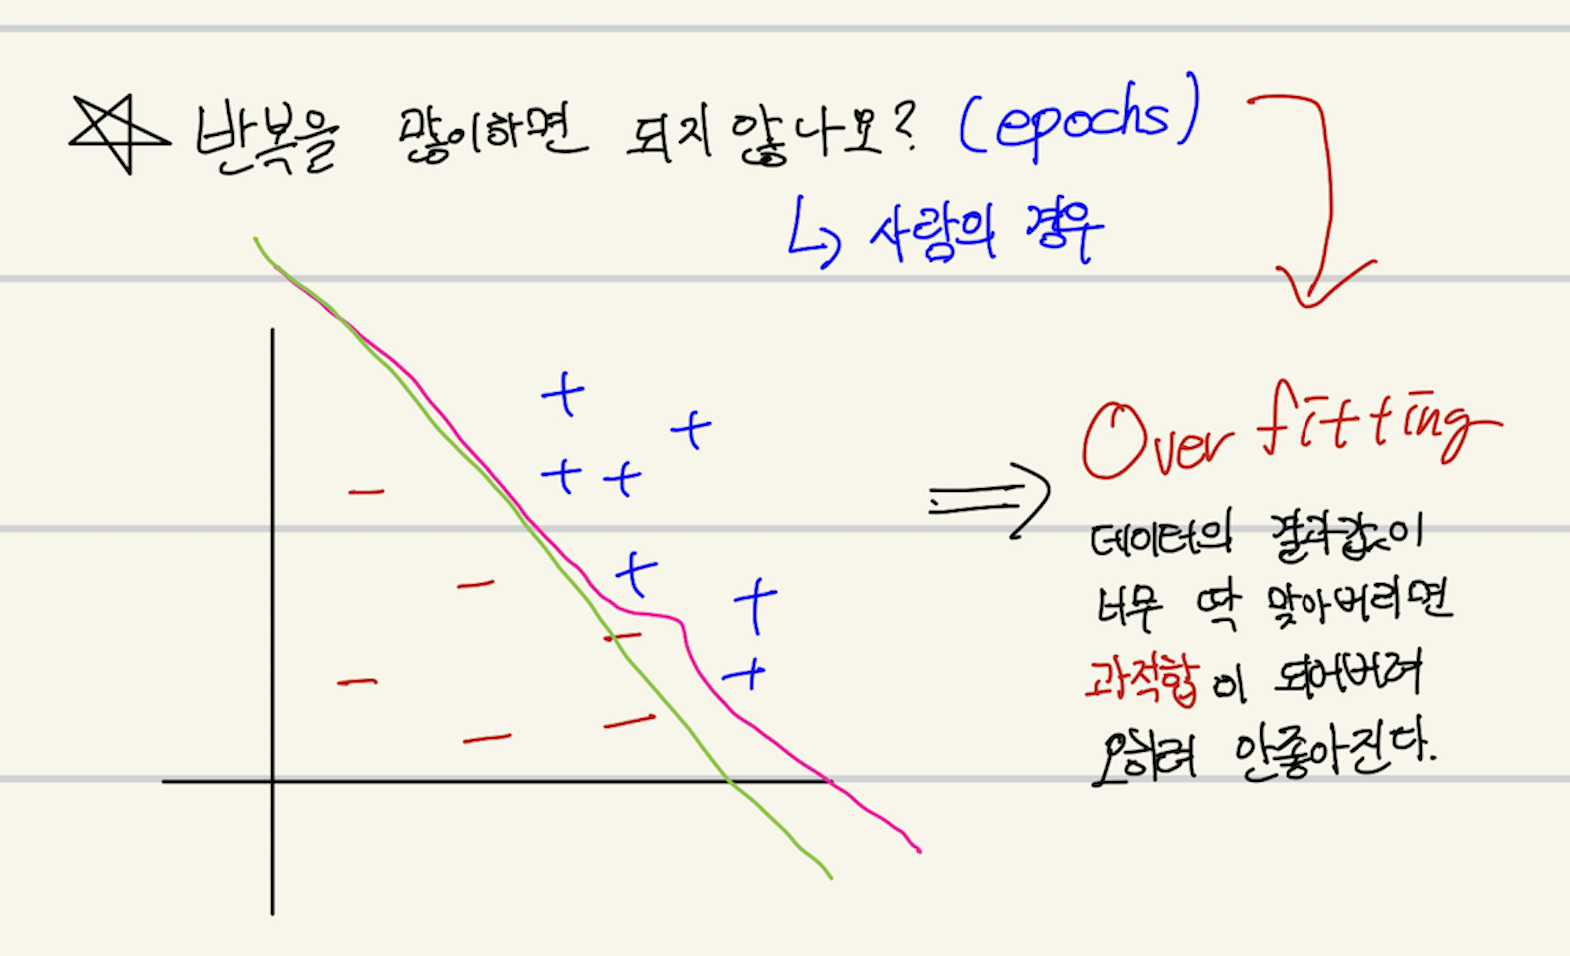 ☆ 반복을 많이하면 되지 않나요? (epochs)
↳ 사람의 경우
Over fitting
데이터의 결과값이
너무 딱 맞아버리면
과적합이 되어버려
오히려 안좋아진다.